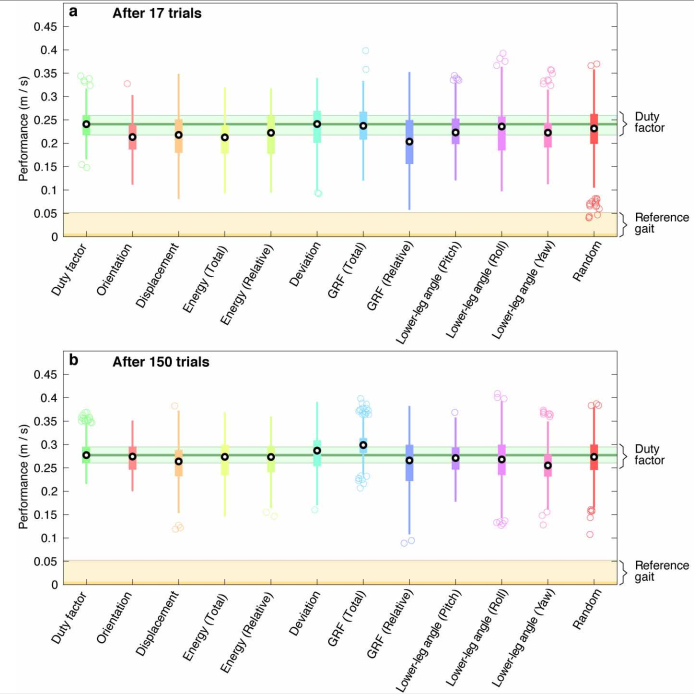 a
After 17 trials
Performance (m / s)
0.45
0.4
0.35
0.3
0.25
0.2
0.15
0.1
0.05
0
Duty
factor
Reference
gait
Duty factor
Orientation
Displacement
Energy (Total)
Energy (Relative)
Deviation
GRF (Total)
GRF (Relative)
Lower-leg angle (Pitch)
Lower-leg angle (Roll)
Lower-leg angle (Yaw)
Random
b
After 150 trials
Performance (m / s)
0.45
0.4
0.35
0.3
0.25
0.2
0.15
0.1
0.05
0
Duty
factor
Reference
gait
Duty factor
Orientation
Displacement
Energy (Total)
Energy (Relative)
Deviation
GRF (Total)
GRF (Relative)
Lower-leg angle (Pitch)
Lower-leg angle (Roll)
Lower-leg angle (Yaw)
Random